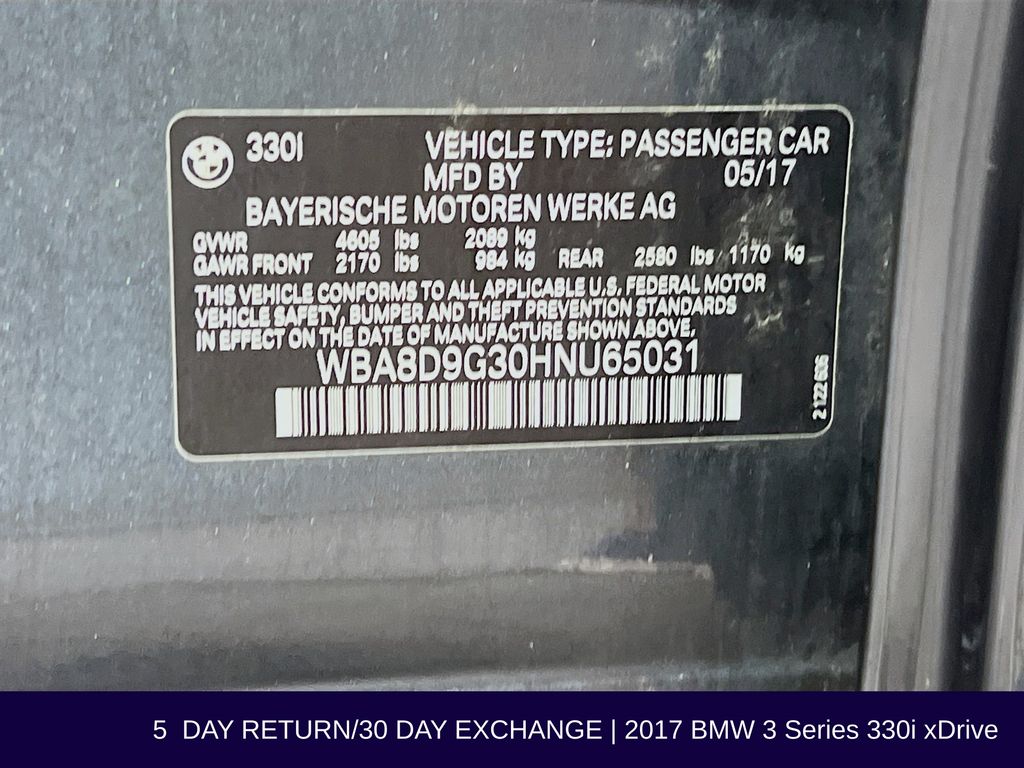 330i VEHICLE TYPE: PASSENGER CAR
MFD BY 05/17
BAYERISCHE MOTOREN WERKE AG
GVWR 4605 lbs 2089 kg
GAWR FRONT 2170 lbs 984 kg REAR 2580 lbs 1170 kg
THIS VEHICLE CONFORMS TO ALL APPLICABLE U.S. FEDERAL MOTOR
VEHICLE SAFETY, BUMPER AND THEFT PREVENTION STANDARDS
IN EFFECT ON THE DATE OF MANUFACTURE SHOWN ABOVE.
WBA8D9G30HNU65031
2 122 606
5 DAY RETURN/30 DAY EXCHANGE | 2017 BMW 3 Series 330i xDrive